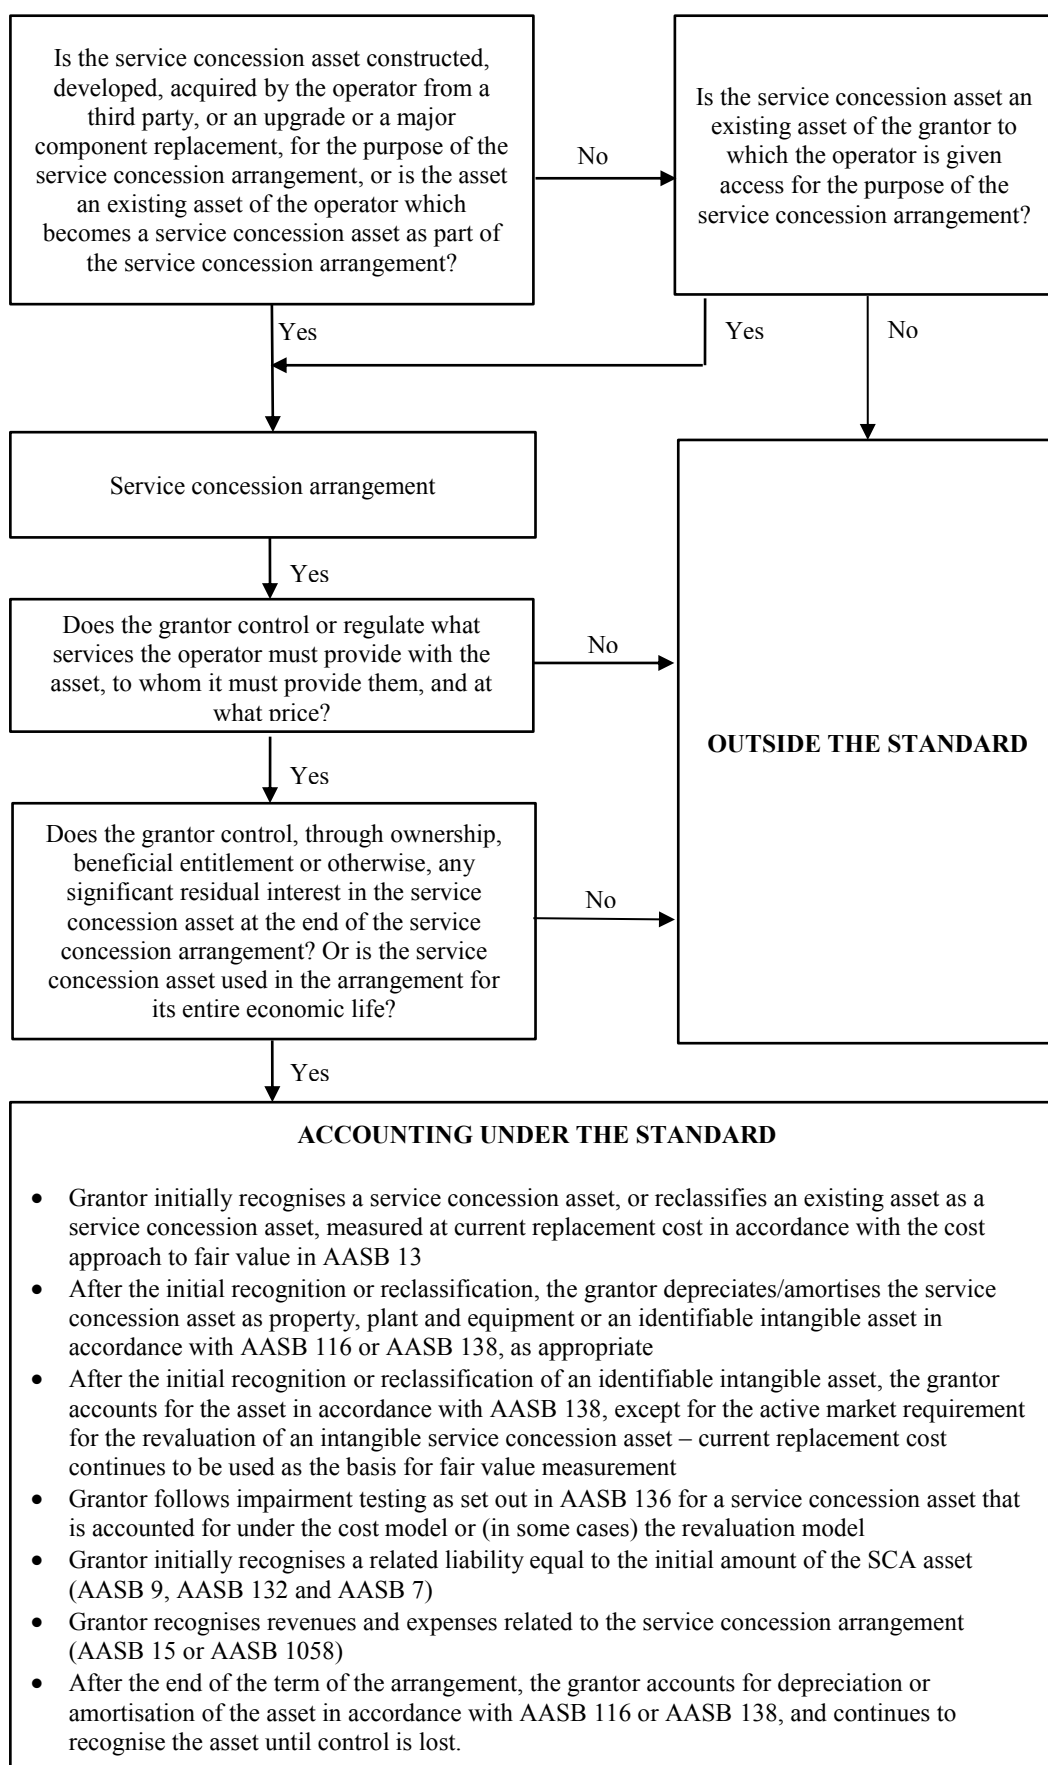 Is the service concession asset constructed,
developed, acquired by the operator from a
third party, or an upgrade or a major
component replacement, for the purpose of the
service concession arrangement, or is the asset
an existing asset of the operator which
becomes a service concession asset as part of
the service concession arrangement?
No
Is the service concession asset an
existing asset of the grantor to
which the operator is given
access for the purpose of the
service concession arrangement?
Yes
Yes
No
Service concession arrangement
Yes
Does the grantor control or regulate what
services the operator must provide with the
asset, to whom it must provide them, and at
what price?
No
OUTSIDE THE STANDARD
Yes
Does the grantor control, through ownership,
beneficial entitlement or otherwise, any
significant residual interest in the service
concession asset at the end of the service
concession arrangement? Or is the service
concession asset used in the arrangement for
its entire economic life?
No
Yes
ACCOUNTING UNDER THE STANDARD
• Grantor initially recognises a service concession asset, or reclassifies an existing asset as a
service concession asset, measured at current replacement cost in accordance with the cost
approach to fair value in AASB 13
• After the initial recognition or reclassification, the grantor depreciates/amortises the service
concession asset as property, plant and equipment or an identifiable intangible asset in
accordance with AASB 116 or AASB 138, as appropriate
• After the initial recognition or reclassification of an identifiable intangible asset, the grantor
accounts for the asset in accordance with AASB 138, except for the active market requirement
for the revaluation of an intangible service concession asset – current replacement cost
continues to be used as the basis for fair value measurement
• Grantor follows impairment testing as set out in AASB 136 for a service concession asset that
is accounted for under the cost model or (in some cases) the revaluation model
• Grantor initially recognises a related liability equal to the initial amount of the SCA asset
(AASB 9, AASB 132 and AASB 7)
• Grantor recognises revenues and expenses related to the service concession arrangement
(AASB 15 or AASB 1058)
• After the end of the term of the arrangement, the grantor accounts for depreciation or
amortisation of the asset in accordance with AASB 116 or AASB 138, and continues to
recognise the asset until control is lost.